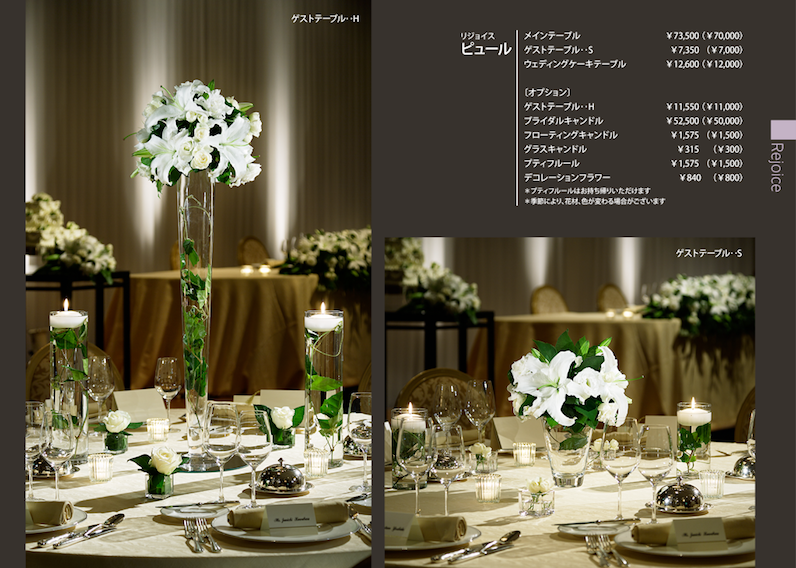 ゲストテーブル‥H
リジョイス
ピュール
メインテーブル ￥73,500（￥70,000）
ゲストテーブル‥S ￥7,350 （￥7,000）
ウェディングケーキテーブル ￥12,600（￥12,000）
［オプション］
ゲストテーブル‥H ￥11,550（￥11,000）
ブライダルキャンドル ￥52,500（￥50,000）
フローティングキャンドル ￥1,575 （￥1,500）
グラスキャンドル ￥315 （￥300）
プティフルール ￥1,575 （￥1,500）
デコレーションフラワー ￥840 （￥800）
＊プティフルールはお持ち帰りいただけます
＊季節により、花材、色が変わる場合がございます
Rejoice
ゲストテーブル‥S